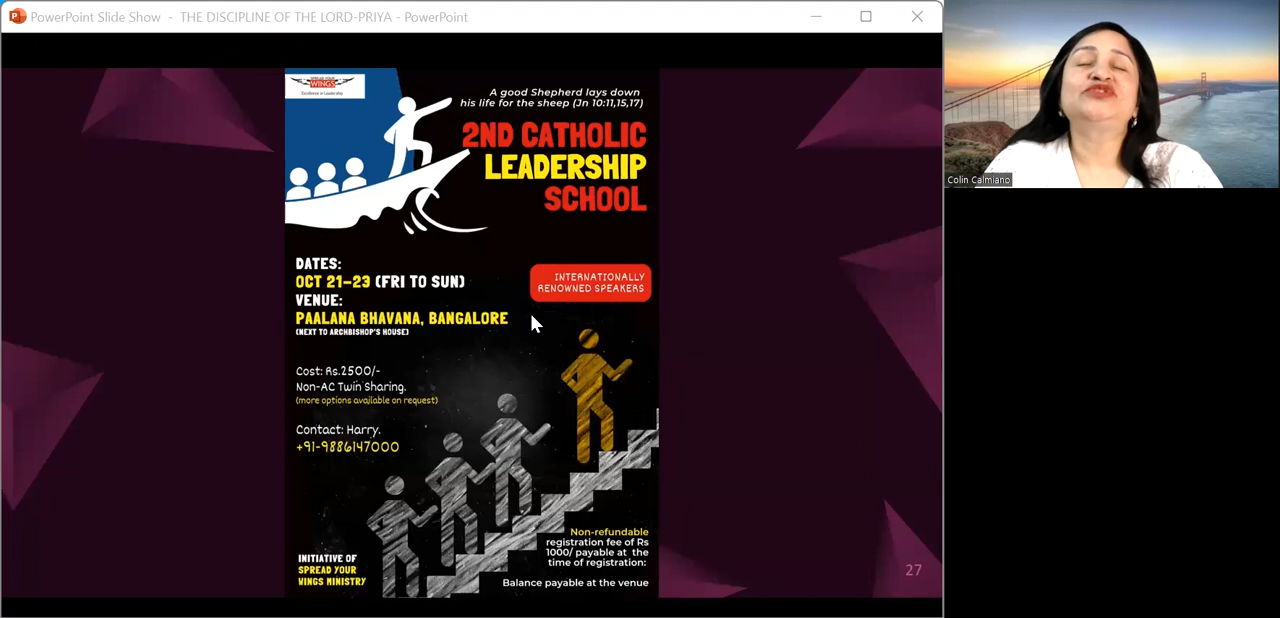 PowerPoint Slide Show - THE DISCIPLINE OF THE LORD-PRIYA - PowerPoint
SPREAD YOUR
WINGS
Excellence in Leadership
A good Shepherd lays down
his life for the sheep (Jn 10:11,15,17)
2ND CATHOLIC
LEADERSHIP
SCHOOL
DATES:
OCT 21-23 (FRI TO SUN)
VENUE:
PAALANA BHAVANA, BANGALORE
(NEXT TO ARCHBISHOP'S HOUSE)
INTERNATIONALLY
RENOWNED SPEAKERS
Cost: Rs.2500/-
Non-AC Twin Sharing.
(more options available on request)
Contact: Harry.
+91-9886147000
Non-refundable
registration fee of Rs
1000/ payable at the
time of registration:
Balance payable at the venue
INITIATIVE OF
SPREAD YOUR
WINGS MINISTRY
27
Colin Calmiano